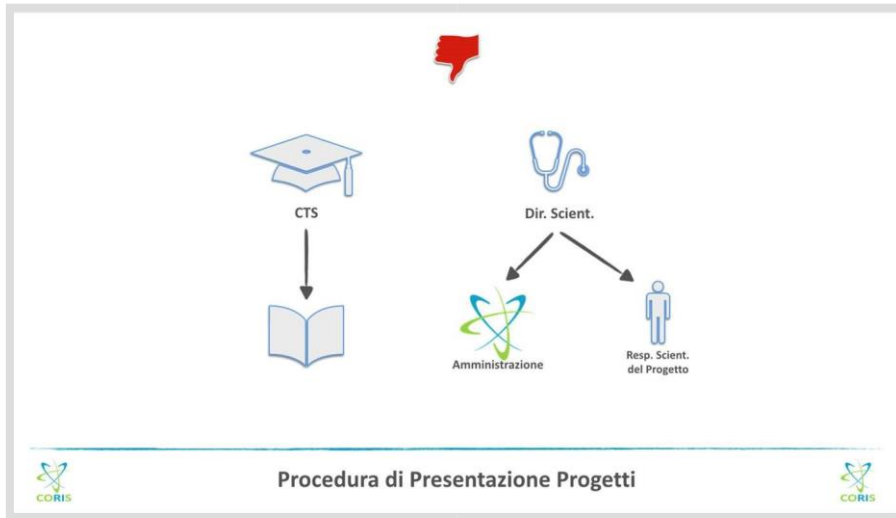 CTS
Dir. Scient.
Amministrazione
Resp. Scient.
del Progetto
CORIS
Procedura di Presentazione Progetti
CORIS